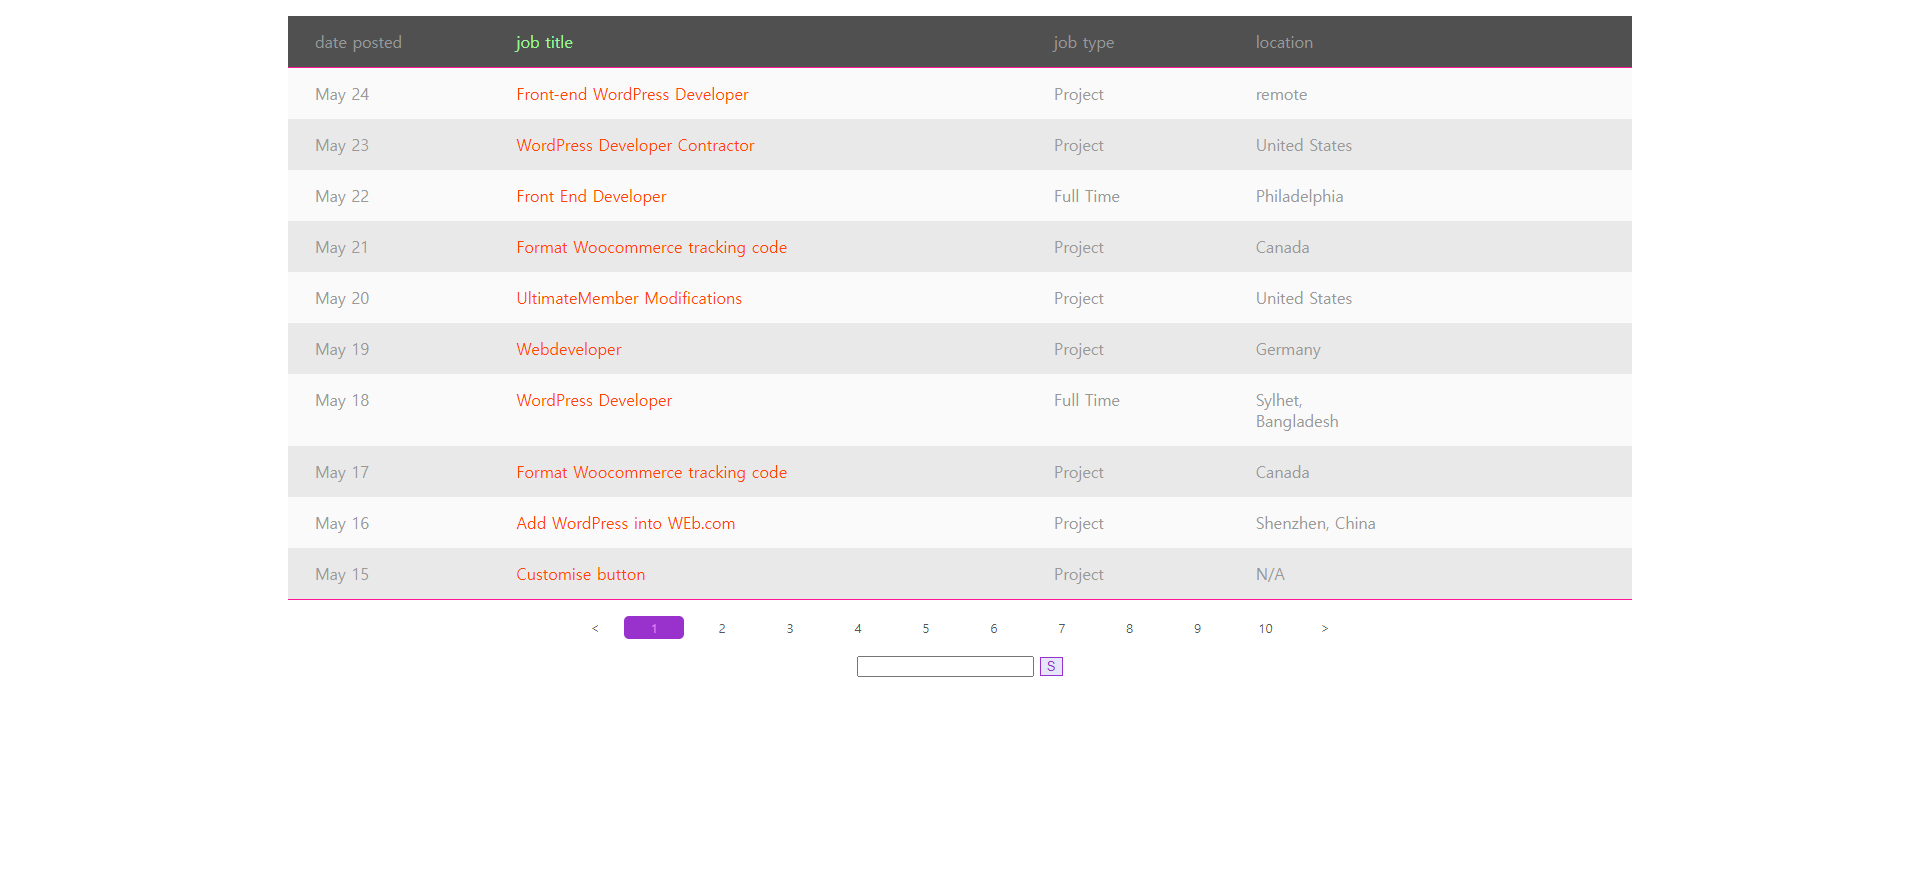 date posted job title job type location
May 24 Front-end WordPress Developer Project remote
May 23 WordPress Developer Contractor Project United States
May 22 Front End Developer Full Time Philadelphia
May 21 Format Woocommerce tracking code Project Canada
May 20 UltimateMember Modifications Project United States
May 19 Webdeveloper Project Germany
May 18 WordPress Developer Full Time Sylhet,
Bangladesh
May 17 Format Woocommerce tracking code Project Canada
May 16 Add WordPress into WEb.com Project Shenzhen, China
May 15 Customise button Project N/A
< 1 2 3 4 5 6 7 8 9 10 >
S